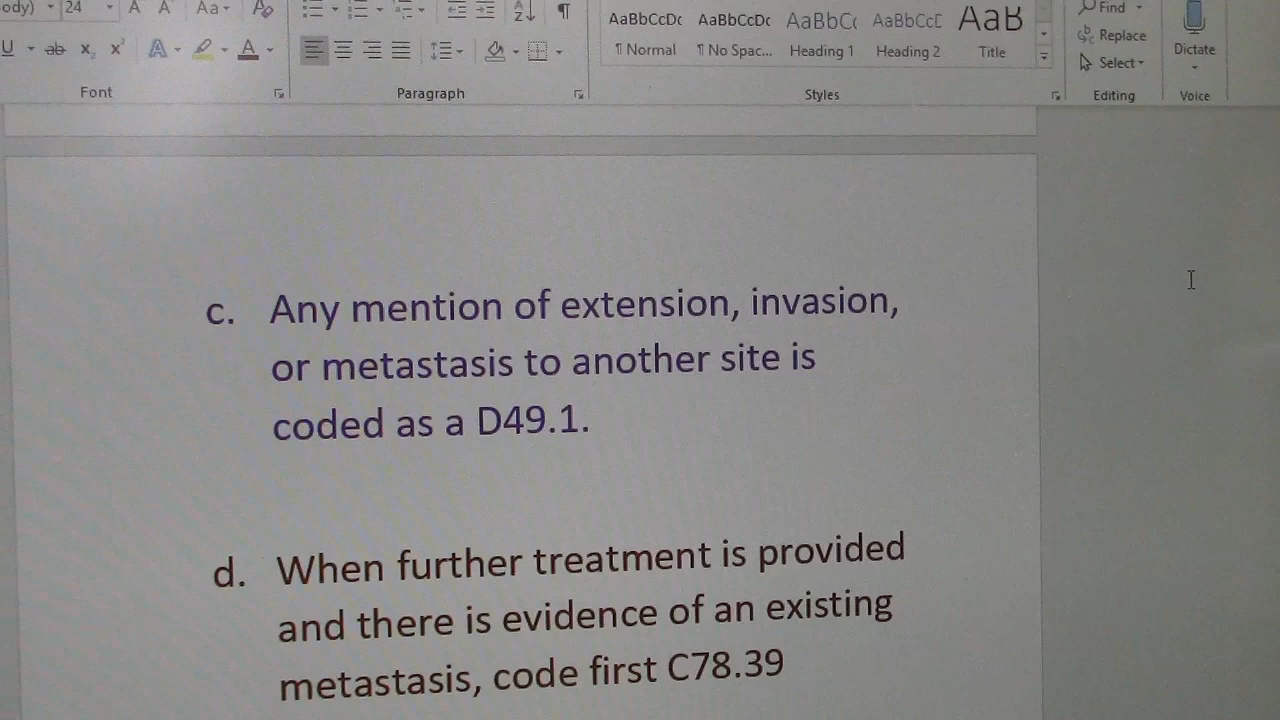 ody) 24 A A Aa A
U ab x₂ x² A A
Font
Paragraph
AaBbCcDc AaBbCcDc AaBbC( AaBbCcC AaB
¶ Normal ¶ No Spac... Heading 1 Heading 2 Title
Styles
Find
Replace
Select
Editing
Dictate
Voice
c. Any mention of extension, invasion,
or metastasis to another site is
coded as a D49.1.
d. When further treatment is provided
and there is evidence of an existing
metastasis, code first C78.39